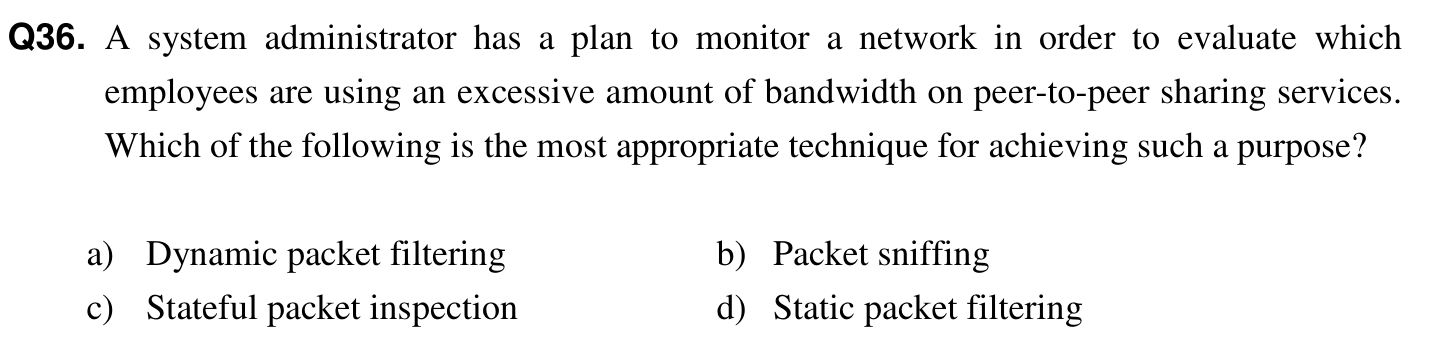 Q36. A system administrator has a plan to monitor a network in order to evaluate which
employees are using an excessive amount of bandwidth on peer-to-peer sharing services.
Which of the following is the most appropriate technique for achieving such a purpose?
a) Dynamic packet filtering b) Packet sniffing
c) Stateful packet inspection d) Static packet filtering